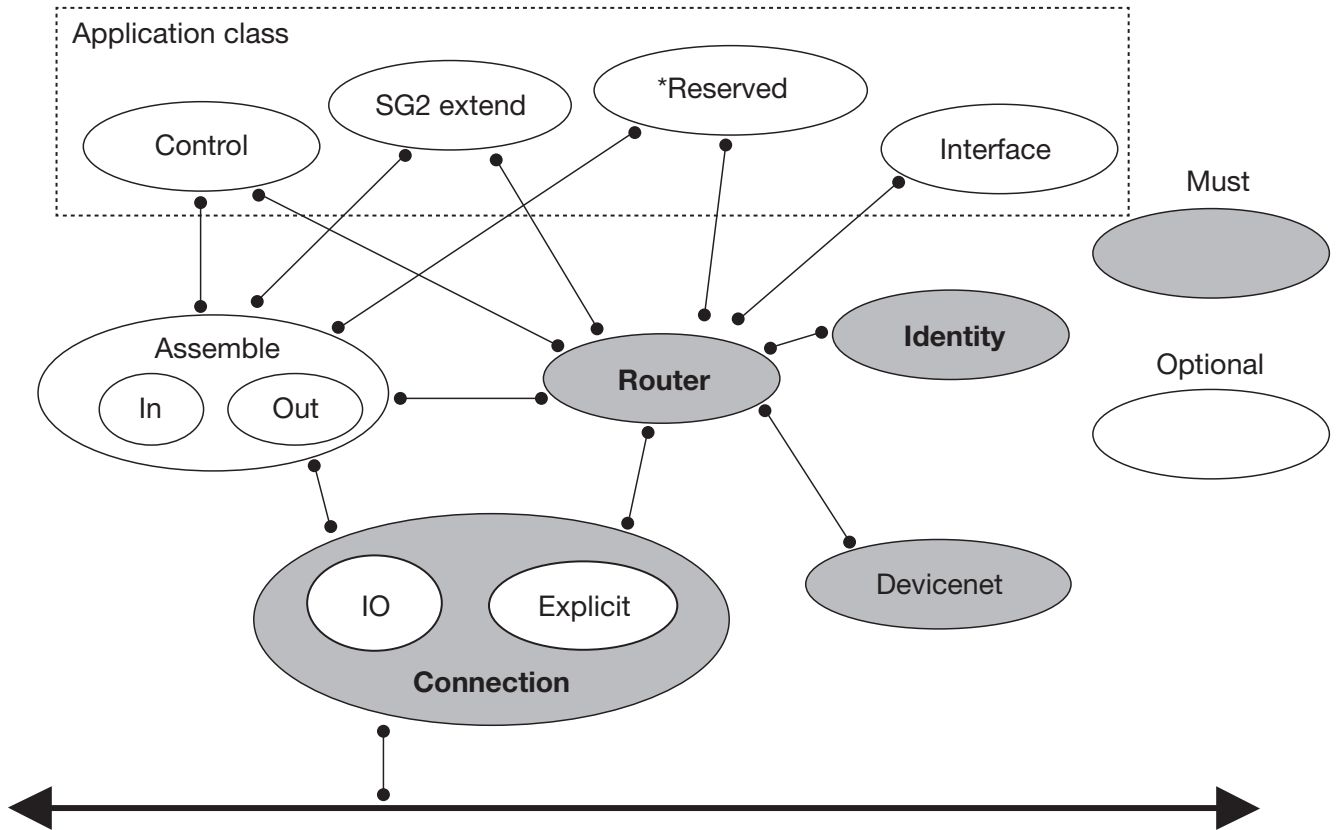 Application class
Control
SG2 extend
*Reserved
Interface
Must
Assemble
In
Out
Router
Identity
Optional
IO
Explicit
Connection
Devicenet